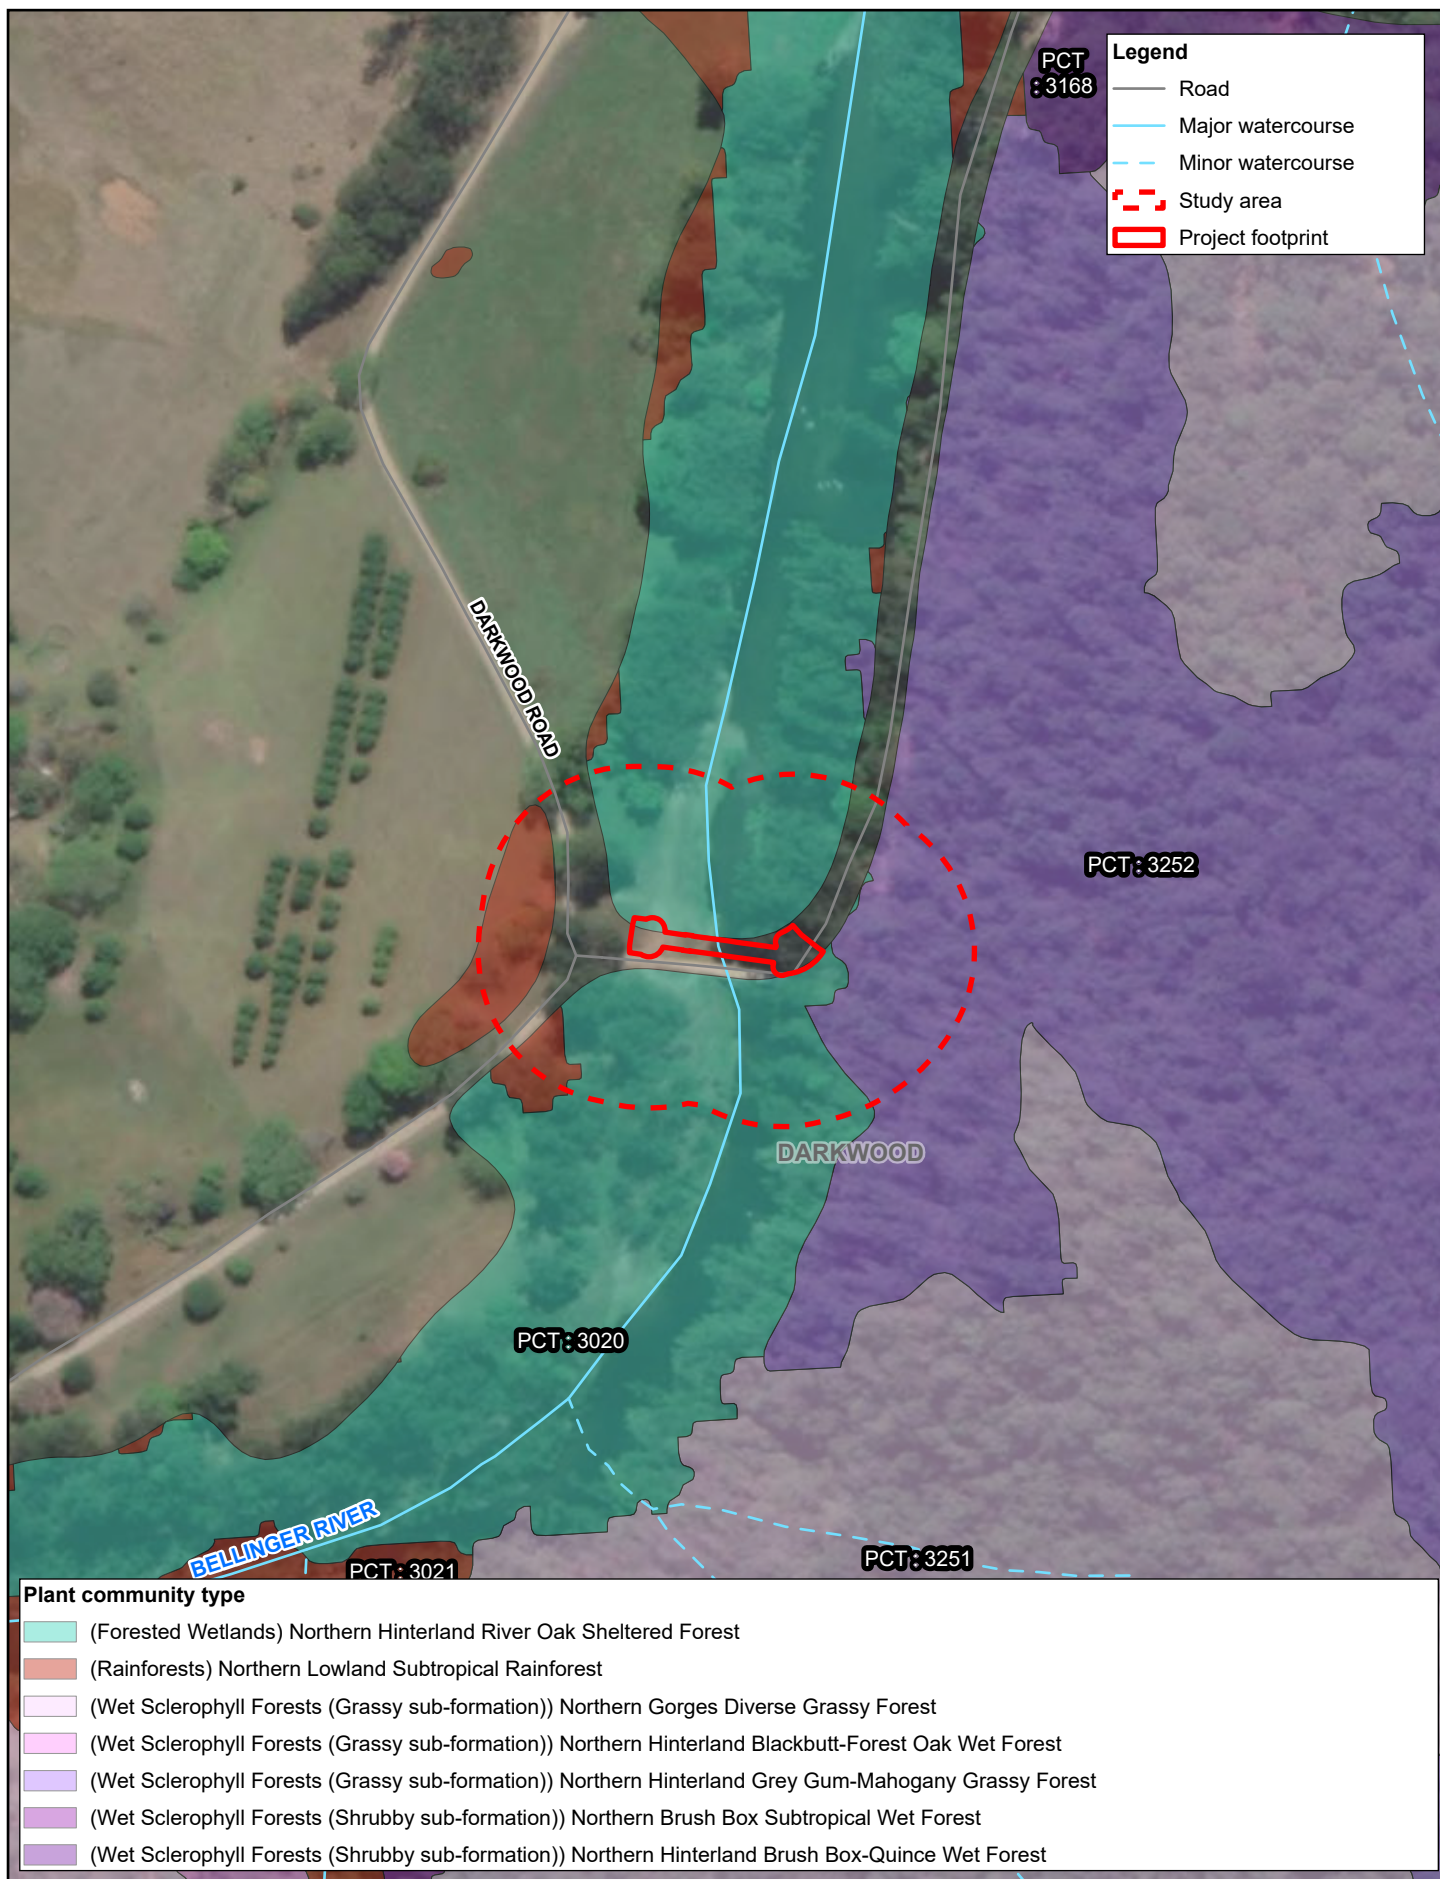 PCT
: 3168
Legend
Road
Major watercourse
Minor watercourse
Study area
Project footprint
DARKWOOD ROAD
PCT : 3252
DARKWOOD
PCT : 3020
BELLINGER RIVER
PCT : 3021
PCT : 3251
Plant community type
(Forested Wetlands) Northern Hinterland River Oak Sheltered Forest
(Rainforests) Northern Lowland Subtropical Rainforest
(Wet Sclerophyll Forests (Grassy sub-formation)) Northern Gorges Diverse Grassy Forest
(Wet Sclerophyll Forests (Grassy sub-formation)) Northern Hinterland Blackbutt-Forest Oak Wet Forest
(Wet Sclerophyll Forests (Grassy sub-formation)) Northern Hinterland Grey Gum-Mahogany Grassy Forest
(Wet Sclerophyll Forests (Shrubby sub-formation)) Northern Brush Box Subtropical Wet Forest
(Wet Sclerophyll Forests (Shrubby sub-formation)) Northern Hinterland Brush Box-Quince Wet Forest